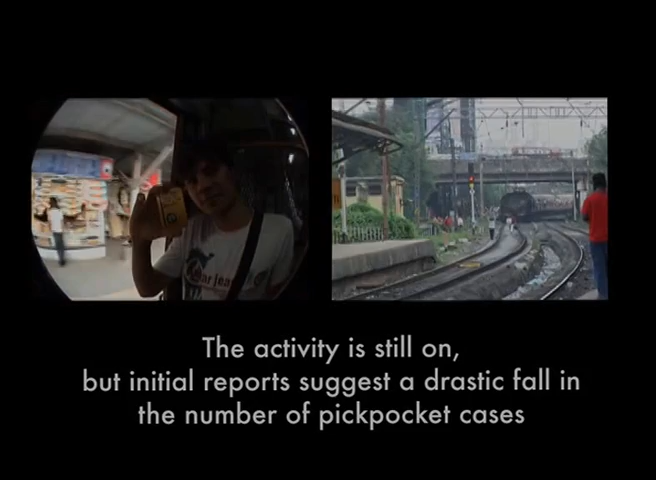 The activity is still on,
but initial reports suggest a drastic fall in
the number of pickpocket cases